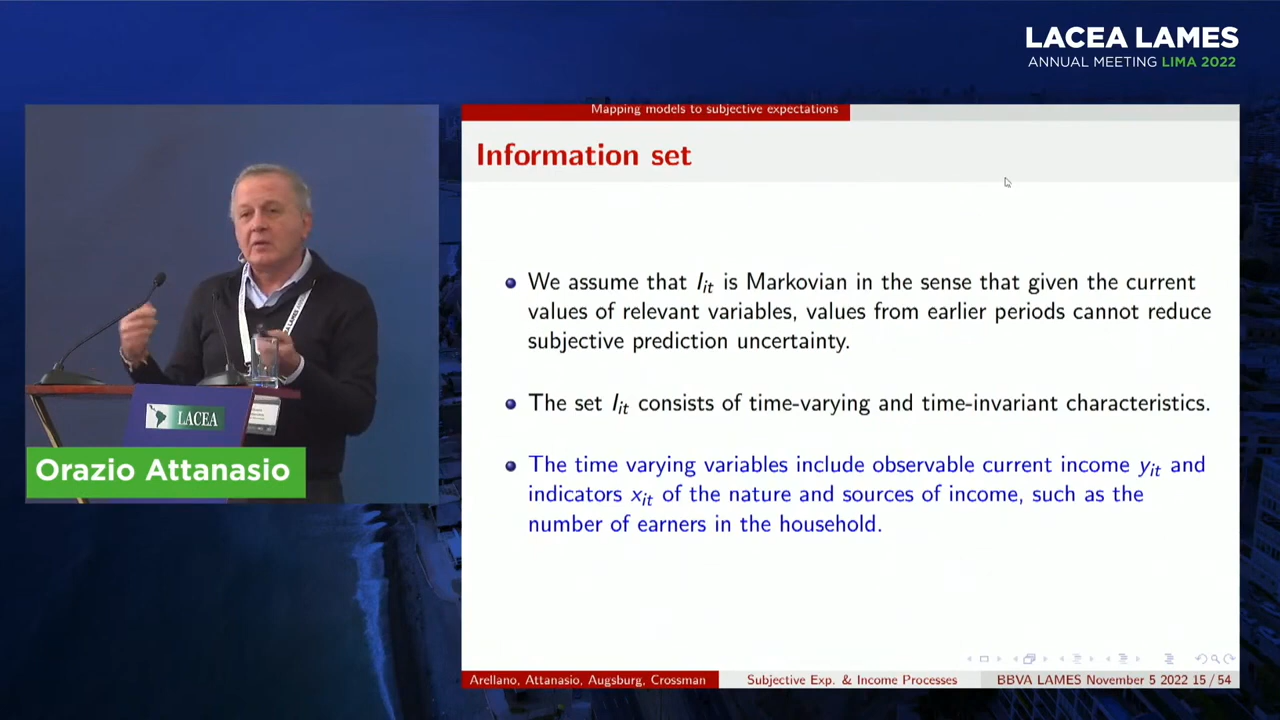 LACEA LAMES
ANNUAL MEETING LIMA 2022
Mapping models to subjective expectations
Information set
We assume that I_it is Markovian in the sense that given the current
values of relevant variables, values from earlier periods cannot reduce
subjective prediction uncertainty.
The set I_it consists of time-varying and time-invariant characteristics.
The time varying variables include observable current income y_it and
indicators x_it of the nature and sources of income, such as the
number of earners in the household.
LACEA
Orazio Attanasio
Arellano, Attanasio, Augsburg, Crossman
Subjective Exp. & Income Processes
BBVA LAMES November 5 2022 15 / 54